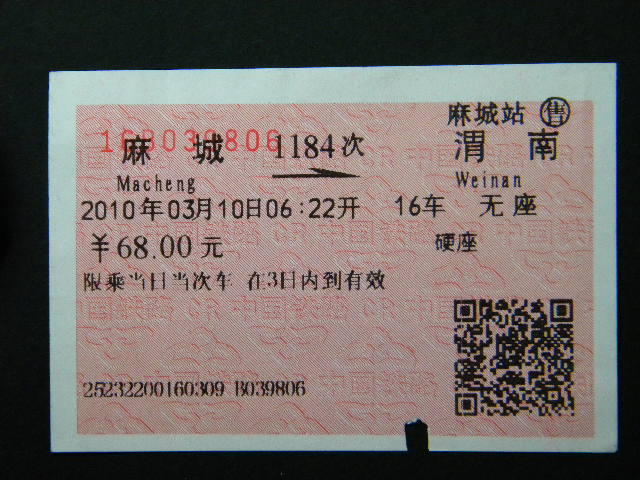 麻城站 售
16B039806
麻城 1184次 渭南
Macheng Weinan
2010年03月10日06:22开 16车 无座
￥68.00元 硬座
限乘当日当次车 在3日内到有效
25232200160309 B039806